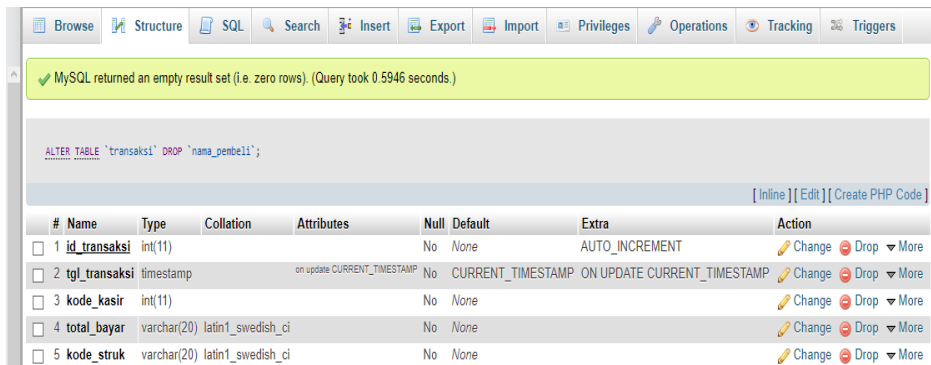 Browse Structure SQL Search Insert Export Import Privileges Operations Tracking Triggers
MySQL returned an empty result set (i.e. zero rows). (Query took 0.5946 seconds.)
ALTER TABLE `transaksi` DROP `nama_pembeli`;
[ Inline ] [ Edit ] [ Create PHP Code ]
# Name Type Collation Attributes Null Default Extra Action
1 id_transaksi int(11) No None AUTO_INCREMENT Change Drop More
2 tgl_transaksi timestamp on update CURRENT_TIMESTAMP No CURRENT_TIMESTAMP ON UPDATE CURRENT_TIMESTAMP Change Drop More
3 kode_kasir int(11) No None Change Drop More
4 total_bayar varchar(20) latin1_swedish_ci No None Change Drop More
5 kode_struk varchar(20) latin1_swedish_ci No None Change Drop More